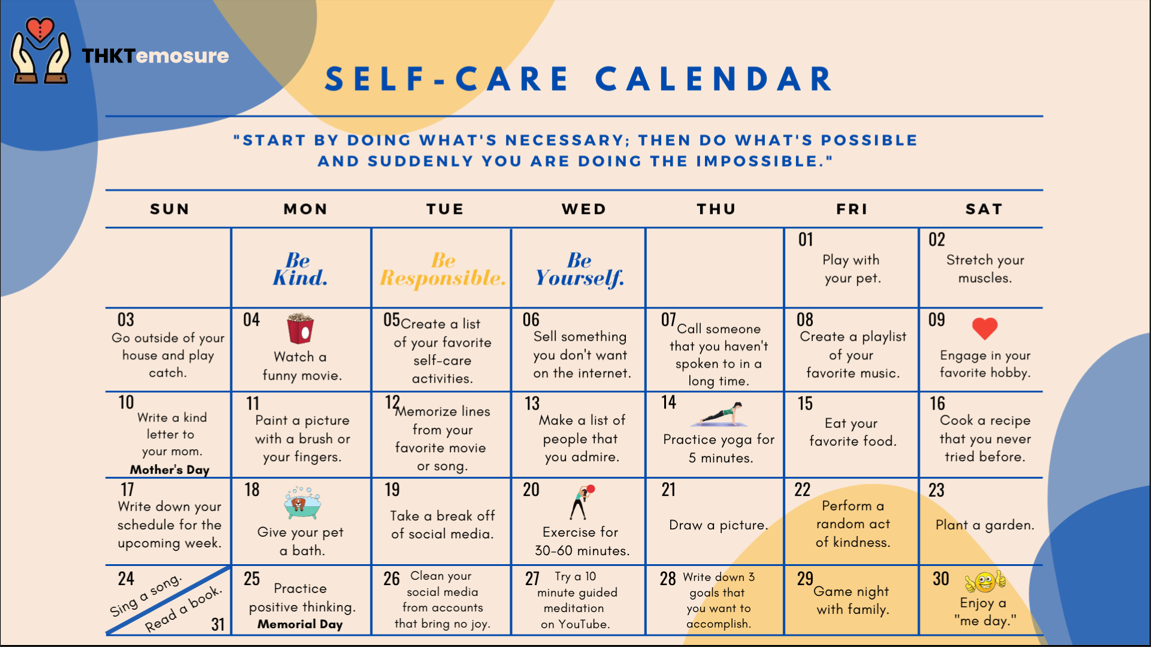 THKTemosure
SELF-CARE CALENDAR
"START BY DOING WHAT'S NECESSARY; THEN DO WHAT'S POSSIBLE
AND SUDDENLY YOU ARE DOING THE IMPOSSIBLE."
SUN MON TUE WED THU FRI SAT
Be
Kind.
Be
Responsible.
Be
Yourself.
01
Play with
your pet.
02
Stretch your
muscles.
03
Go outside of your
house and play
catch.
04
Watch a
funny movie.
05
Create a list
of your favorite
self-care
activities.
06
Sell something
you don't want
on the internet.
07
Call someone
that you haven't
spoken to in a
long time.
08
Create a playlist
of your
favorite music.
09
Engage in your
favorite hobby.
10
Write a kind
letter to
your mom.
Mother's Day
11
Paint a picture
with a brush or
your fingers.
12
Memorize lines
from your
favorite movie
or song.
13
Make a list of
people that
you admire.
14
Practice yoga for
5 minutes.
15
Eat your
favorite food.
16
Cook a recipe
that you never
tried before.
17
Write down your
schedule for the
upcoming week.
18
Give your pet
a bath.
19
Take a break off
of social media.
20
Exercise for
30-60 minutes.
21
Draw a picture.
22
Perform a
random act
of kindness.
23
Plant a garden.
24
Sing a song.
Read a book.
31
25
Practice
positive thinking.
Memorial Day
26
Clean your
social media
from accounts
that bring no joy.
27
Try a 10
minute guided
meditation
on YouTube.
28
Write down 3
goals that
you want to
accomplish.
29
Game night
with family.
30
Enjoy a
"me day."